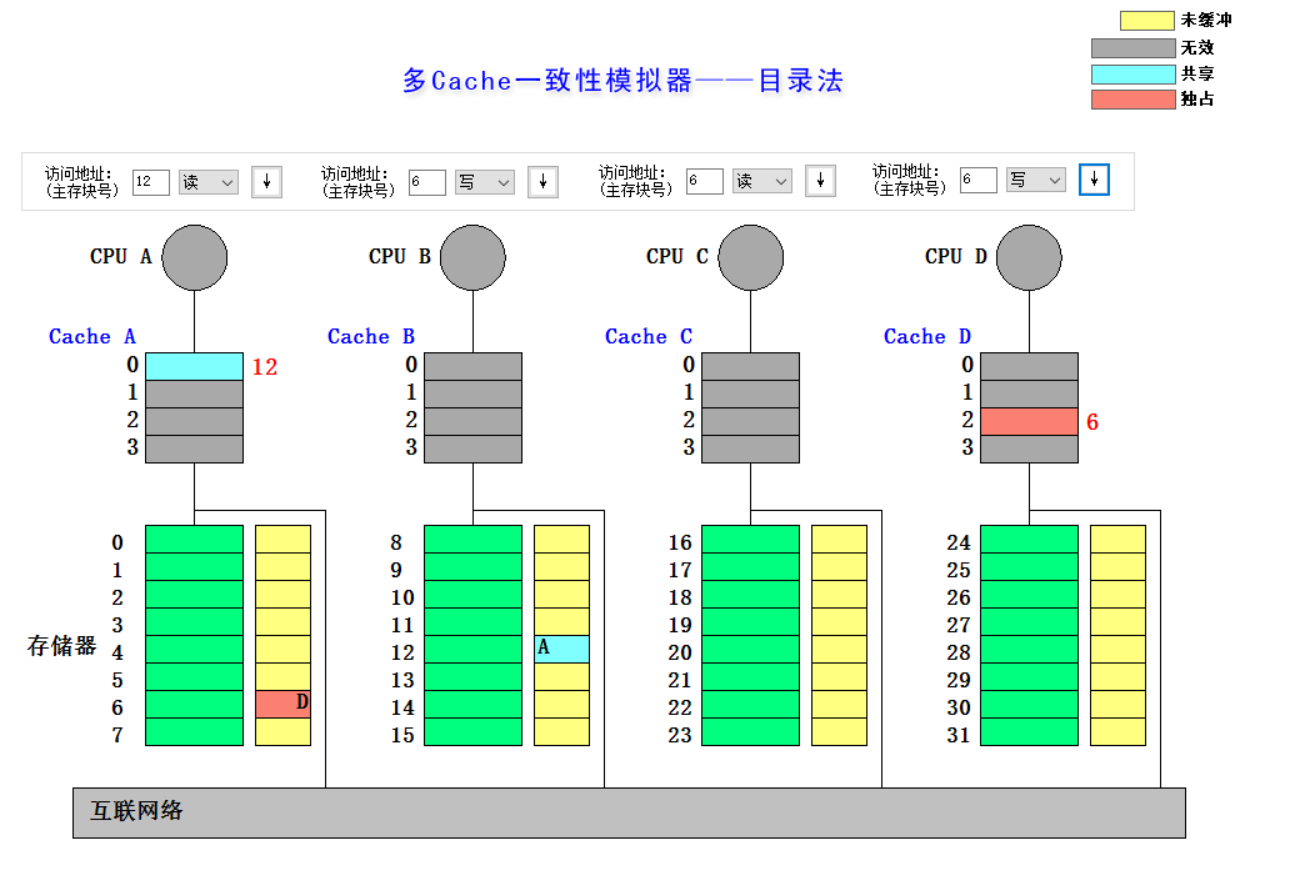 未缓冲
无效
共享
独占
多Cache一致性模拟器——目录法
访问地址： 12 读 ↓ 访问地址： 6 写 ↓ 访问地址： 6 读 ↓ 访问地址： 6 写 ↓
（主存块号） （主存块号） （主存块号） （主存块号）
CPU A CPU B CPU C CPU D
Cache A Cache B Cache C Cache D
0 12 0 0 0
1 1 1 1
2 2 2 2 6
3 3 3 3
0 8 16 24
1 9 17 25
2 10 18 26
3 11 19 27
存储器 4 12 A 20 28
5 13 21 29
6 D 14 22 30
7 15 23 31
互联网络